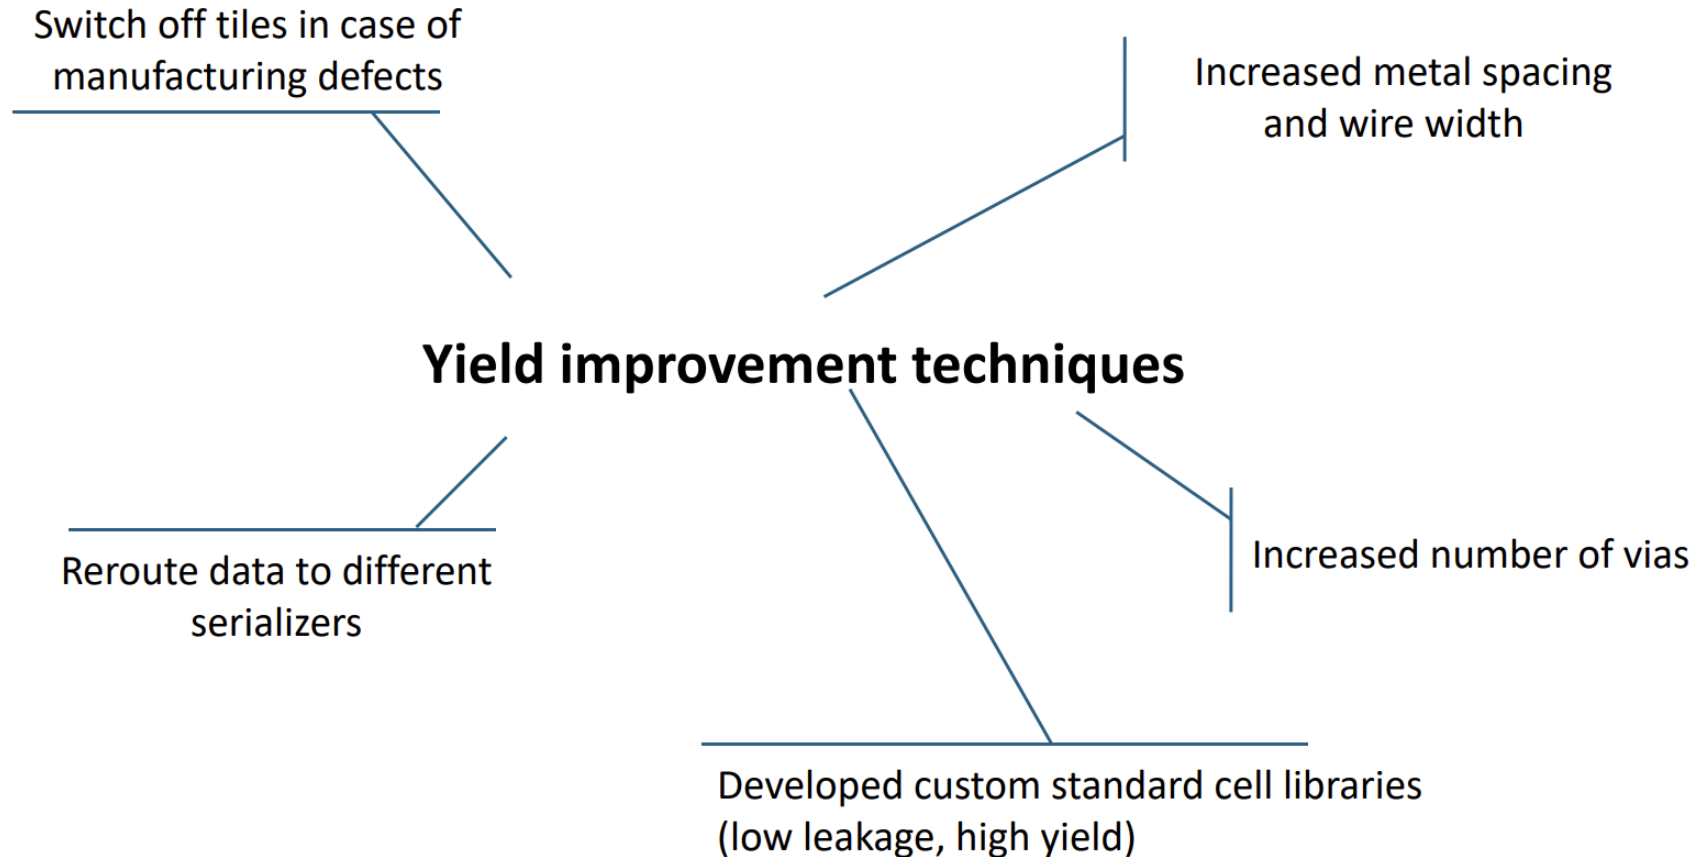 Switch off tiles in case of
manufacturing defects
Increased metal spacing
and wire width
Yield improvement techniques
Reroute data to different
serializers
Increased number of vias
Developed custom standard cell libraries
(low leakage, high yield)